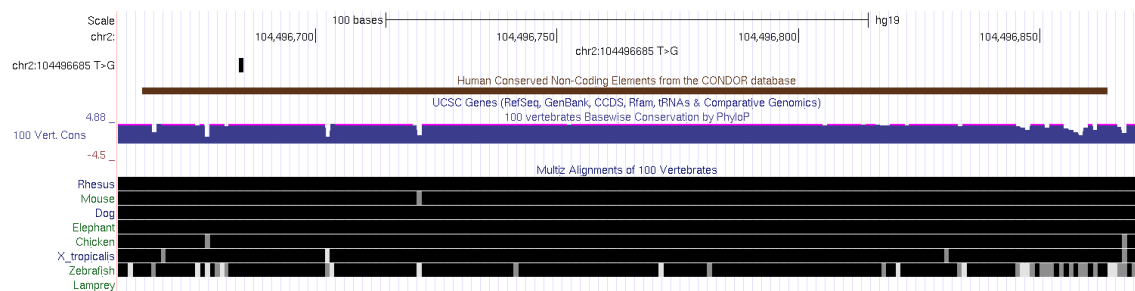 Scale 100 bases hg19
chr2: 104,496,700 104,496,750 104,496,800 104,496,850
chr2:104496685 T>G
chr2:104496685 T>G
Human Conserved Non-Coding Elements from the CONDOR database
UCSC Genes (RefSeq, GenBank, CCDS, Rfam, tRNAs & Comparative Genomics)
4.88 _ 100 vertebrates Basewise Conservation by PhyloP
100 Vert. Cons
-4.5 _
Multiz Alignments of 100 Vertebrates
Rhesus
Mouse
Dog
Elephant
Chicken
X_tropicalis
Zebrafish
Lamprey